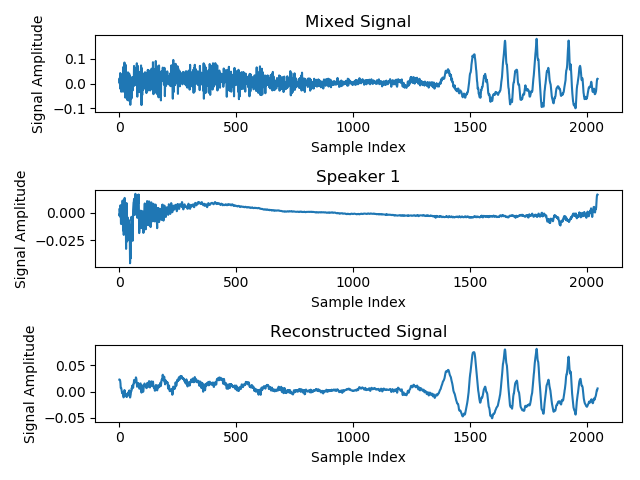 Mixed Signal
Signal Amplitude
0.1
0.0
−0.1
0 500 1000 1500 2000
Sample Index
Speaker 1
Signal Amplitude
0.000
−0.025
0 500 1000 1500 2000
Sample Index
Reconstructed Signal
Signal Amplitude
0.05
0.00
−0.05
0 500 1000 1500 2000
Sample Index